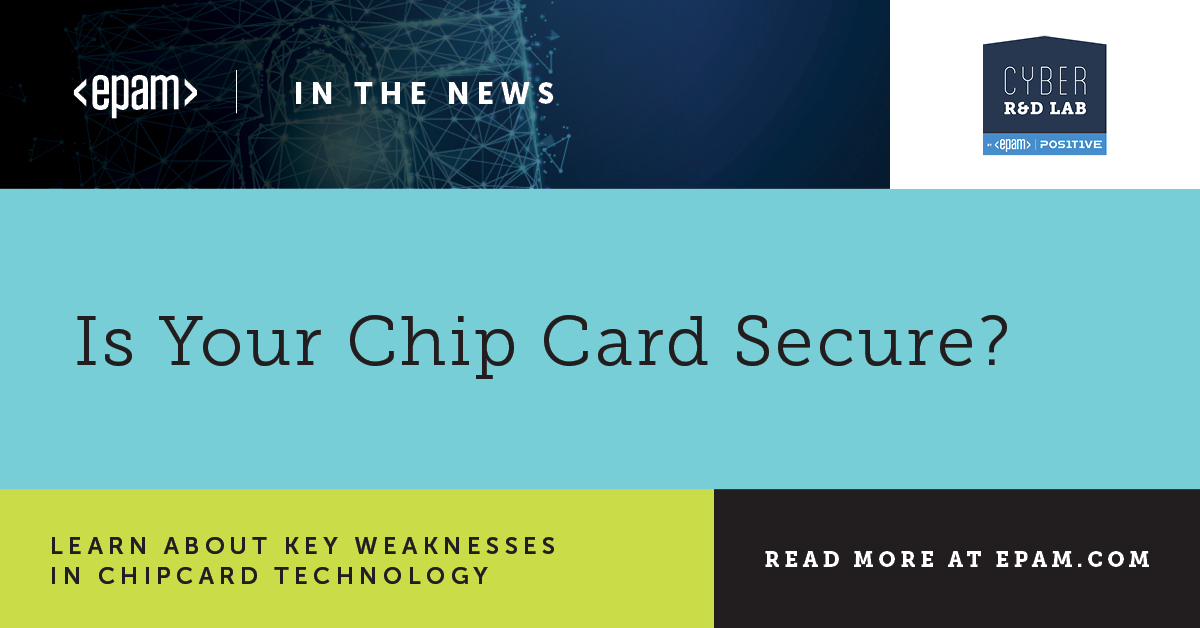 <epam>
IN THE NEWS
CYBER
R&D LAB
BY <epam> | POS1T1VE
Is Your Chip Card Secure?
LEARN ABOUT KEY WEAKNESSES
IN CHIPCARD TECHNOLOGY
READ MORE AT EPAM.COM